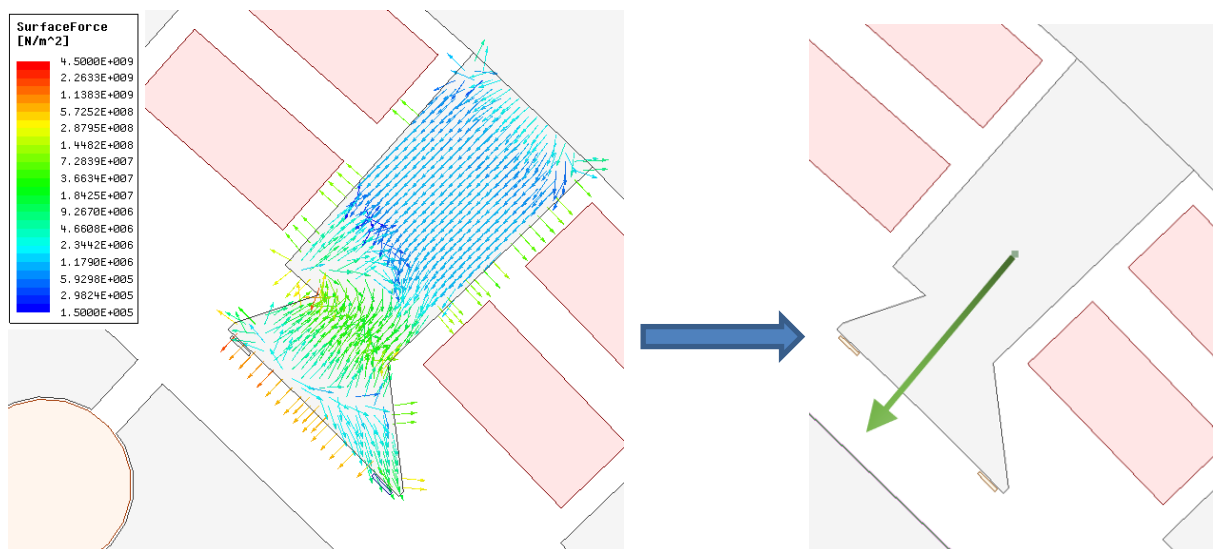 SurfaceForce
[N/m^2]
4.5000E+009
2.2633E+009
1.1383E+009
5.7252E+008
2.8795E+008
1.4482E+008
7.2839E+007
3.6634E+007
1.8425E+007
9.2670E+006
4.6608E+006
2.3442E+006
1.1790E+006
5.9298E+005
2.9824E+005
1.5000E+005